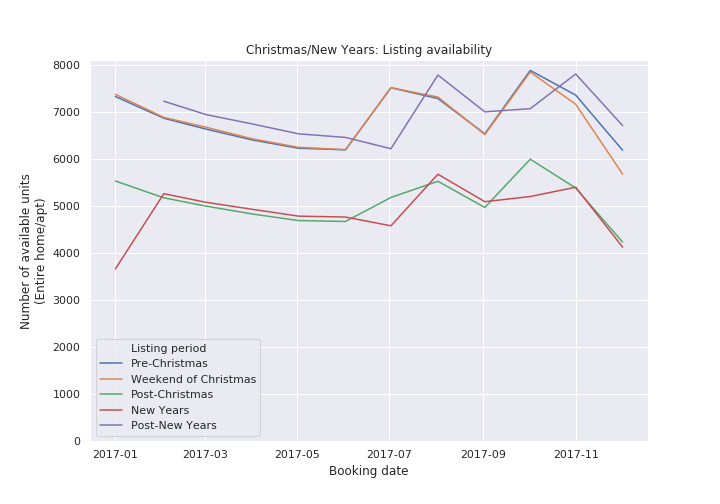 Christmas/New Years: Listing availability
8000
7000
6000
5000
4000
3000
2000
1000
0
Number of available units
(Entire home/apt)
Listing period
Pre-Christmas
Weekend of Christmas
Post-Christmas
New Years
Post-New Years
2017-01 2017-03 2017-05 2017-07 2017-09 2017-11
Booking date